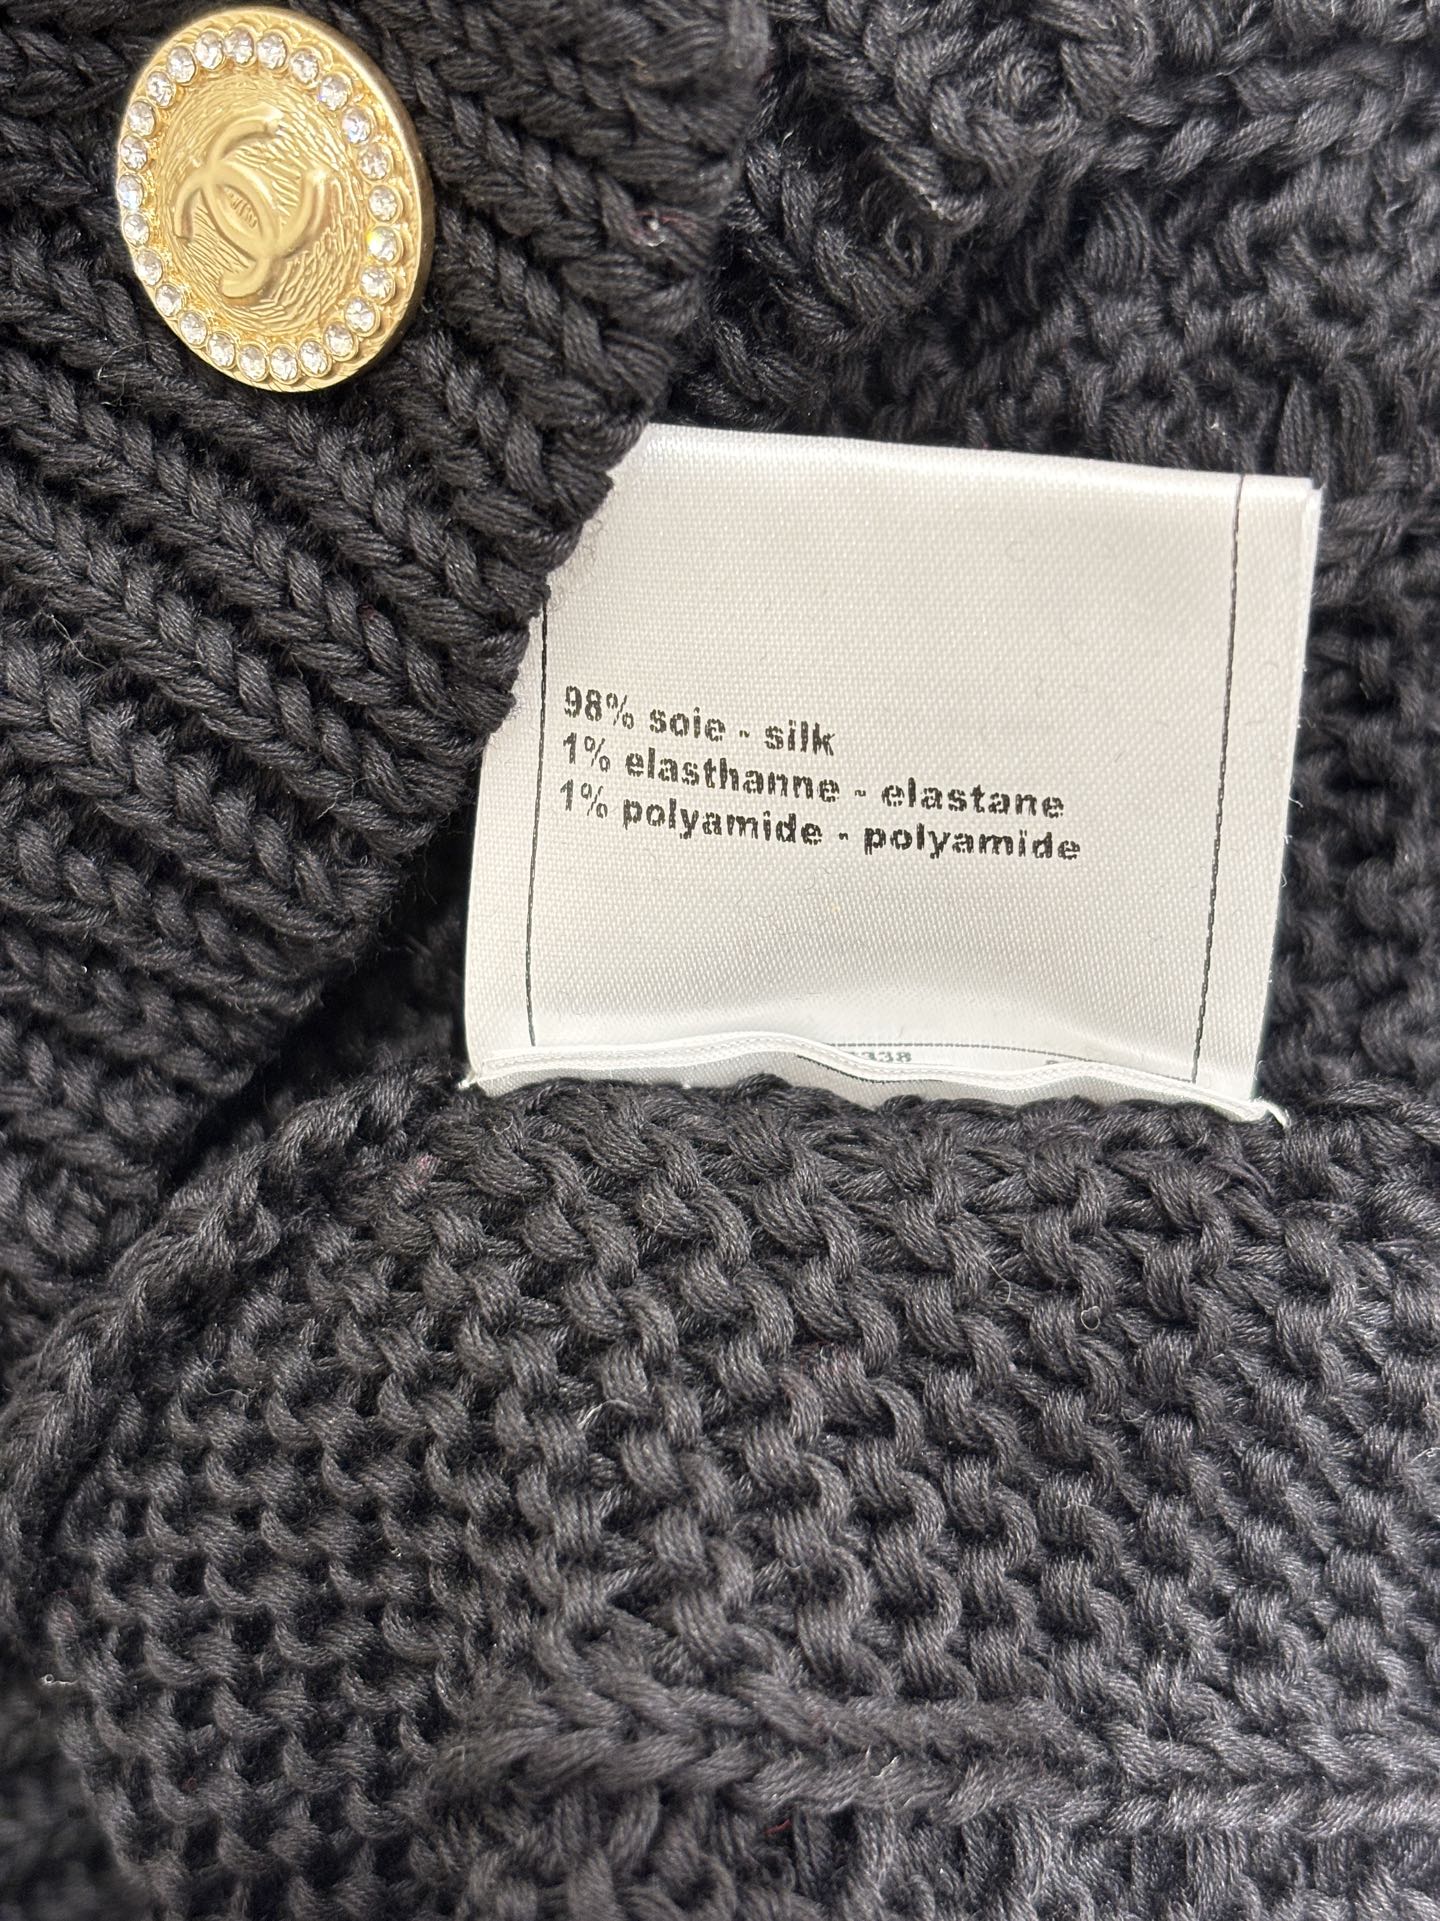 98% soie - silk
1% elasthanne - elastane
1% polyamide - polyamide